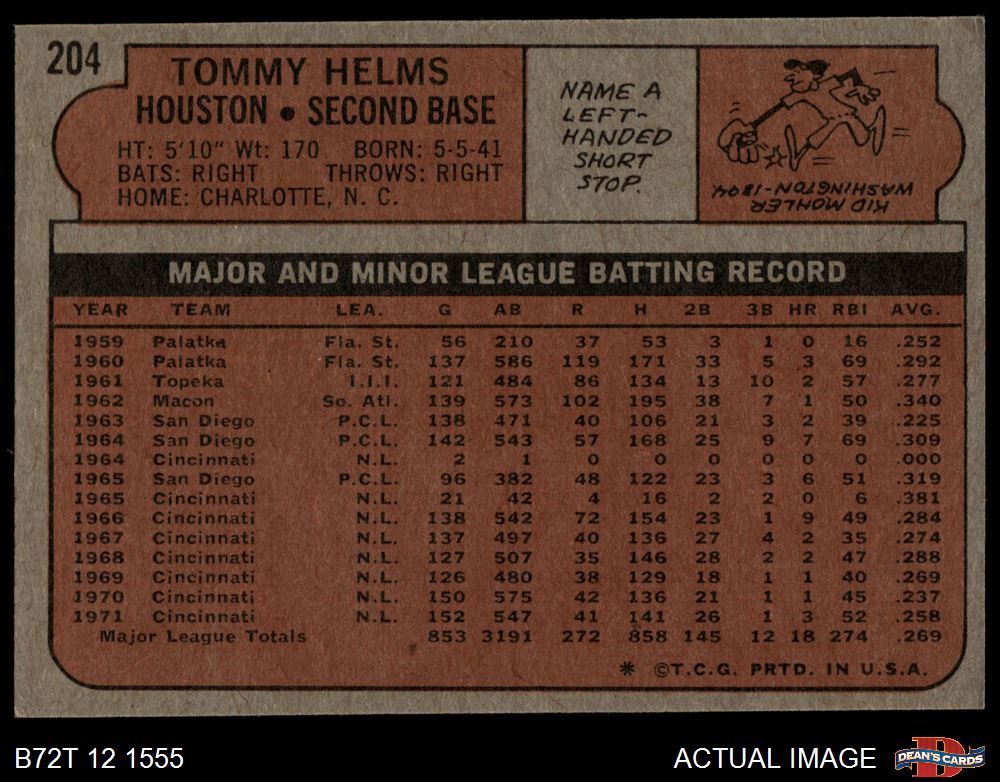 204
TOMMY HELMS
HOUSTON • SECOND BASE
HT: 5'10" Wt: 170 BORN: 5-5-41
BATS: RIGHT THROWS: RIGHT
HOME: CHARLOTTE, N. C.
NAME A
LEFT-
HANDED
SHORT
STOP.
KID MOHLER
WASHINGTON-1894
MAJOR AND MINOR LEAGUE BATTING RECORD
YEAR TEAM LEA. G AB R H 2B 3B HR RBI AVG.
1959 Palatka Fla. St. 56 210 37 53 3 1 0 16 .252
1960 Palatka Fla. St. 137 586 119 171 33 5 3 69 .292
1961 Topeka I.I.I. 121 484 86 134 13 10 2 57 .277
1962 Macon So. Atl. 139 573 102 195 38 7 1 50 .340
1963 San Diego P.C.L. 138 471 40 106 21 3 2 39 .225
1964 San Diego P.C.L. 142 543 57 168 25 9 7 69 .309
1964 Cincinnati N.L. 2 1 0 0 0 0 0 0 .000
1965 San Diego P.C.L. 96 382 48 122 23 3 6 51 .319
1965 Cincinnati N.L. 21 42 4 16 2 2 0 6 .381
1966 Cincinnati N.L. 138 542 72 154 23 1 9 49 .284
1967 Cincinnati N.L. 137 497 40 136 27 4 2 35 .274
1968 Cincinnati N.L. 127 507 35 146 28 2 2 47 .288
1969 Cincinnati N.L. 126 480 38 129 18 1 1 40 .269
1970 Cincinnati N.L. 150 575 42 136 21 1 1 45 .237
1971 Cincinnati N.L. 152 547 41 141 26 1 3 52 .258
Major League Totals 853 3191 272 858 145 12 18 274 .269
* ©T.C.G. PRTD. IN U.S.A.
B72T 12 1555
ACTUAL IMAGE
DEAN'S CARDS